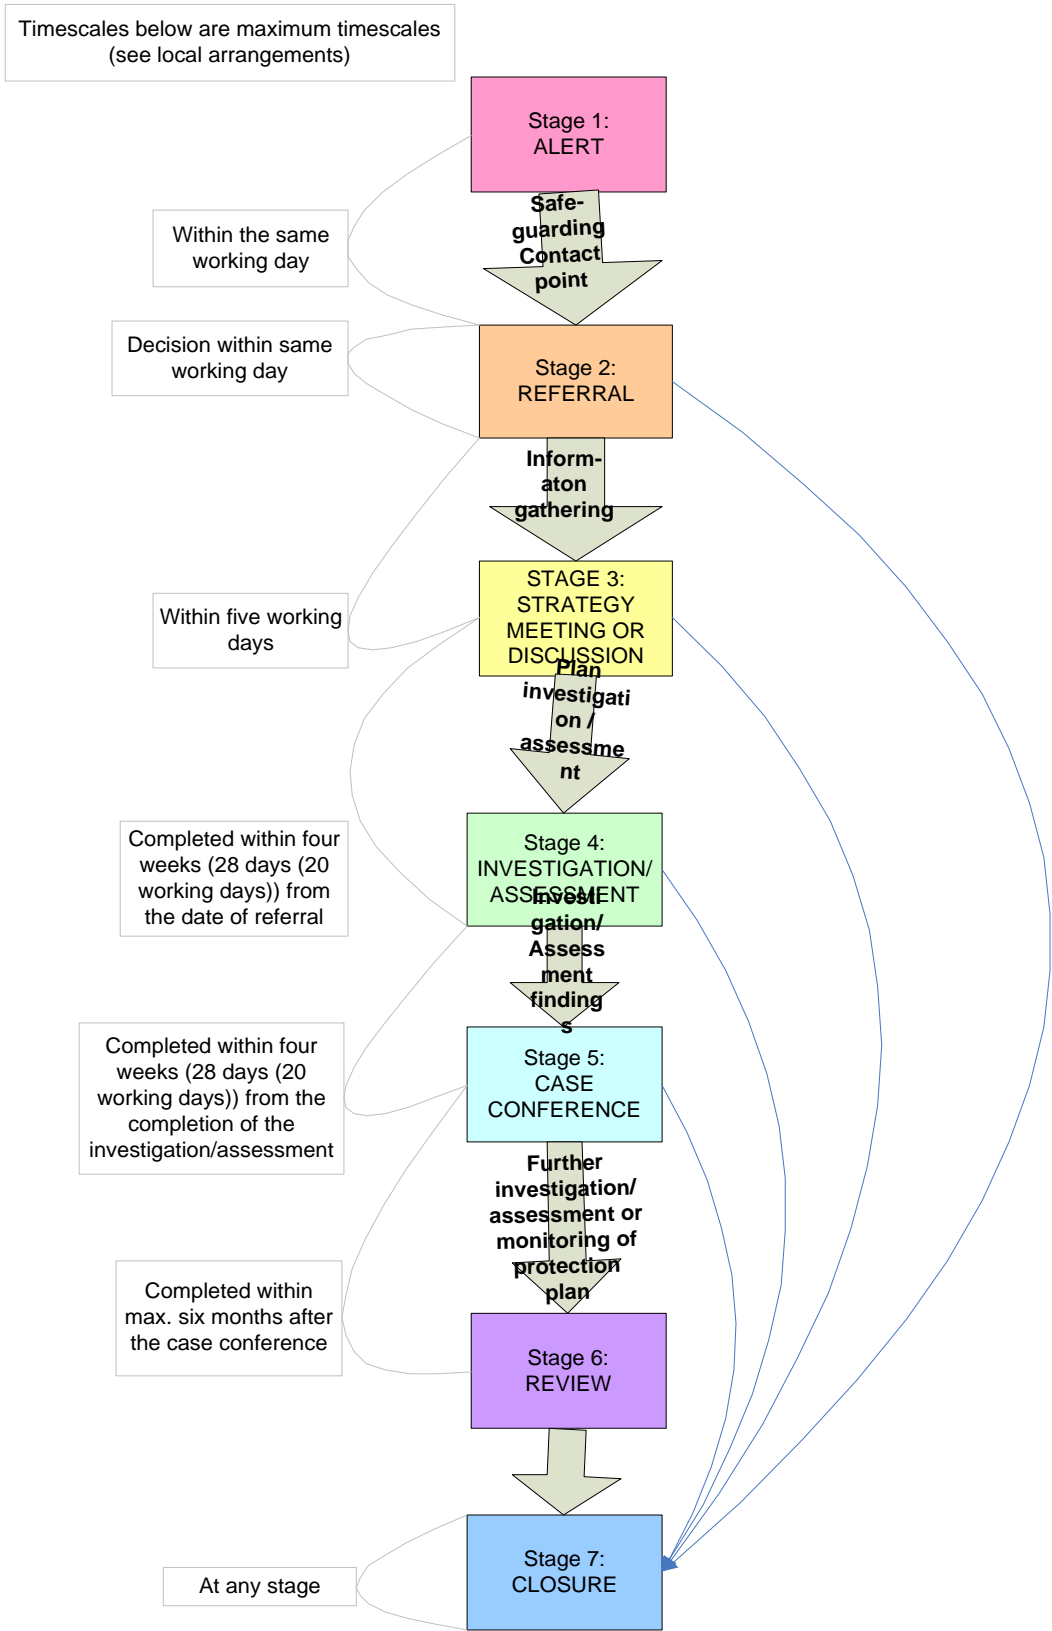 Timescales below are maximum timescales
(see local arrangements)
Stage 1:
ALERT
Safe-
guarding
Contact
point
Within the same
working day
Decision within same
working day
Stage 2:
REFERRAL
Inform-
aton
gathering
Within five working
days
STAGE 3:
STRATEGY
MEETING OR
DISCUSSION
Plan
investigati
on /
assessme
nt
Completed within four
weeks (28 days (20
working days)) from
the date of referral
Stage 4:
INVESTIGATION/
ASSESSMENT
Investi
gation/
Assess
ment
finding
s
Completed within four
weeks (28 days (20
working days)) from the
completion of the
investigation/assessment
Stage 5:
CASE
CONFERENCE
Further
investigation/
assessment or
monitoring of
protection
plan
Completed within
max. six months after
the case conference
Stage 6:
REVIEW
At any stage
Stage 7:
CLOSURE